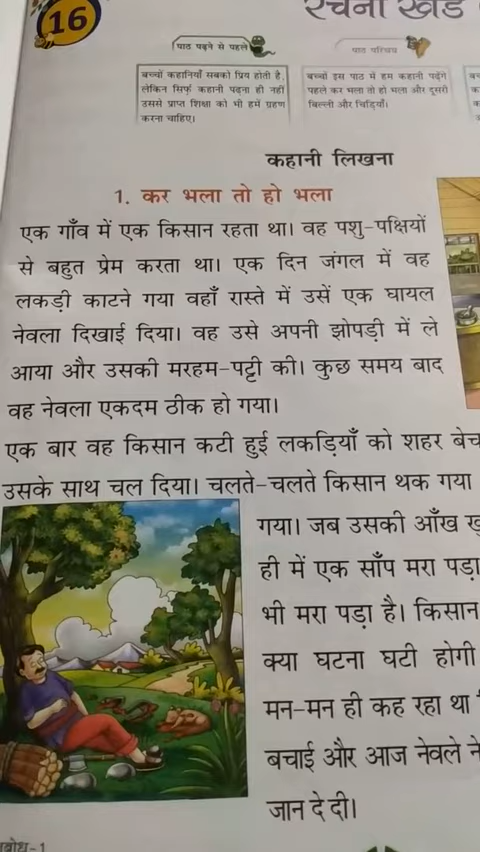 16
रचना खंड
पाठ पढ़ने से पहले
पाठ परिचय
बच्चों कहानियाँ सबको प्रिय होती है,
लेकिन सिर्फ़ कहानी पढ़ना ही नहीं
उससे प्राप्त शिक्षा को भी हमें ग्रहण
करना चाहिए।
बच्चों इस पाठ में हम कहानी पढ़ेंगे
पहले कर भला तो हो भला और दूसरी
बिल्ली और चिड़ियाँ।
कहानी लिखना
1. कर भला तो हो भला
एक गाँव में एक किसान रहता था। वह पशु-पक्षियों
से बहुत प्रेम करता था। एक दिन जंगल में वह
लकड़ी काटने गया वहाँ रास्ते में उसें एक घायल
नेवला दिखाई दिया। वह उसे अपनी झोपड़ी में ले
आया और उसकी मरहम-पट्टी की। कुछ समय बाद
वह नेवला एकदम ठीक हो गया।
एक बार वह किसान कटी हुई लकड़ियाँ को शहर बेच
उसके साथ चल दिया। चलते-चलते किसान थक गया
गया। जब उसकी आँख खु
ही में एक साँप मरा पड़ा
भी मरा पड़ा है। किसान
क्या घटना घटी होगी
मन-मन ही कह रहा था
बचाई और आज नेवले ने
जान दे दी।
बोध-1